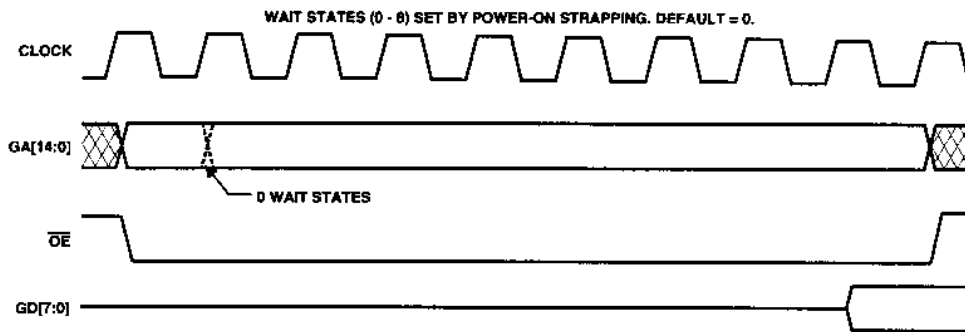 WAIT STATES (0 - 8) SET BY POWER-ON STRAPPING. DEFAULT = 0.
CLOCK
GA[14:0]
0 WAIT STATES
OE
GD[7:0]